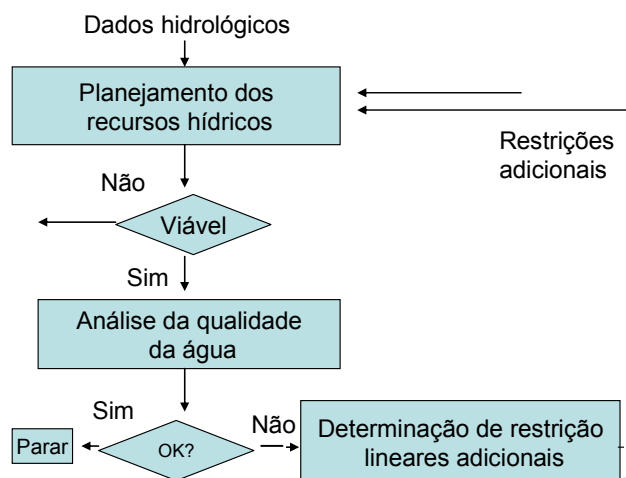 Dados hidrológicos
Planejamento dos
recursos hídricos
Restrições
adicionais
Não
Viável
Sim
Análise da qualidade
da água
Sim
Não
Parar
OK?
Determinação de restrição
lineares adicionais